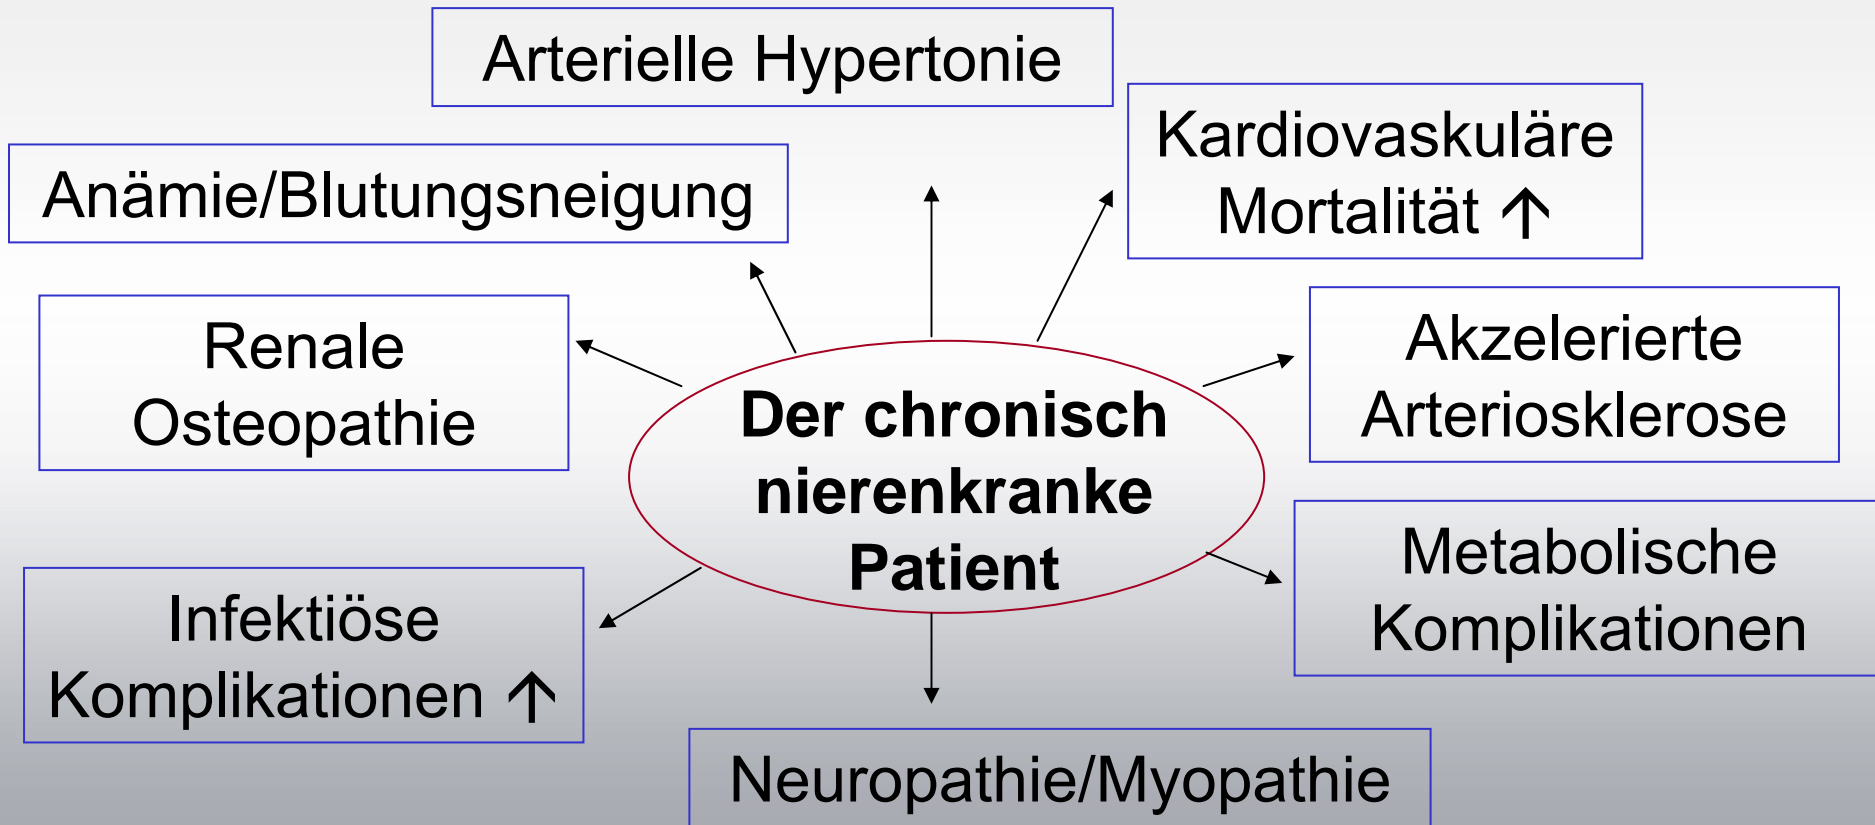 Arterielle Hypertonie
Kardiovaskuläre
Mortalität ↑
Anämie/Blutungsneigung
Renale
Osteopathie
Akzelerierte
Arteriosklerose
Der chronisch
nierenkranke
Patient
Metabolische
Komplikationen
Infektiöse
Komplikationen ↑
Neuropathie/Myopathie